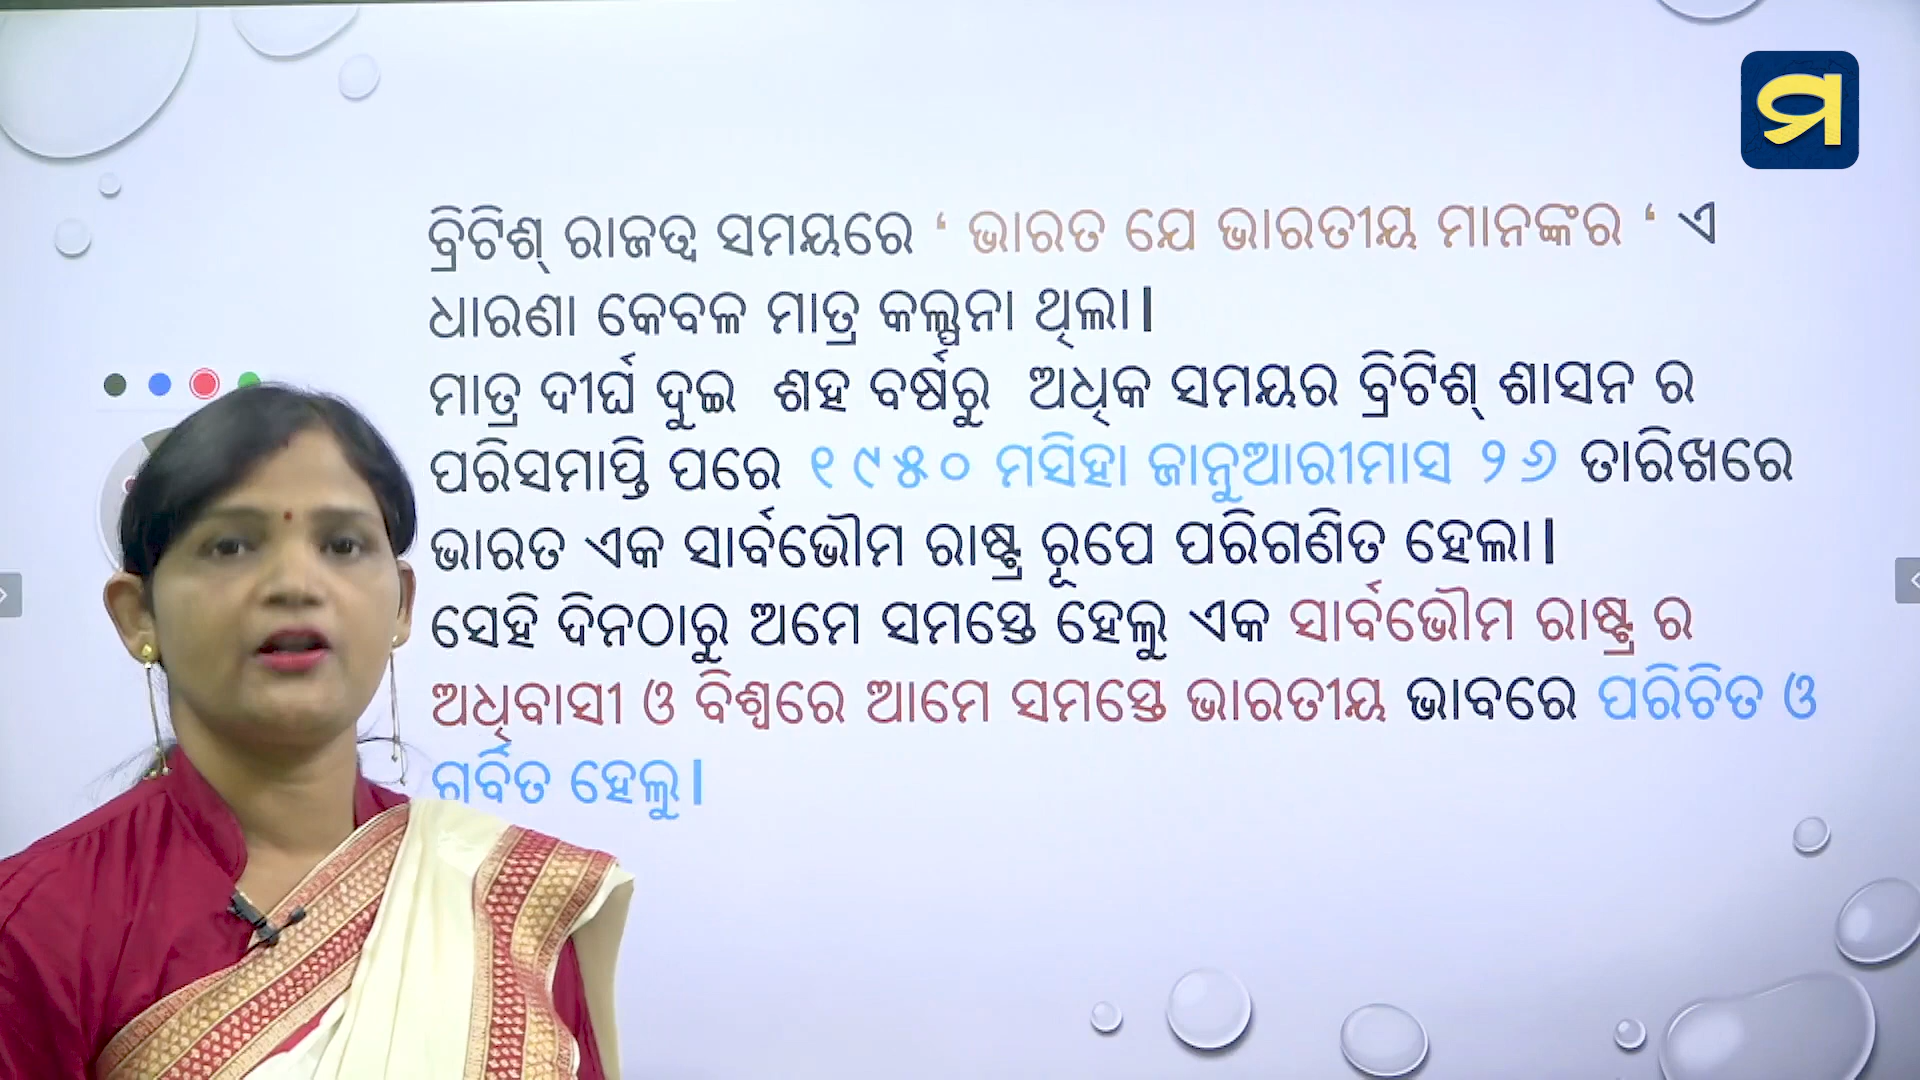 ମ
ବ୍ରିଟିଶ୍ ରାଜତ୍ୱ ସମୟରେ ‘ ଭାରତ ଯେ ଭାରତୀୟ ମାନଙ୍କର ‘ ଏ
ଧାରଣା କେବଳ ମାତ୍ର କଲ୍ପନା ଥିଲା।
ମାତ୍ର ଦୀର୍ଘ ଦୁଇ ଶହ ବର୍ଷରୁ ଅଧିକ ସମୟର ବ୍ରିଟିଶ୍ ଶାସନ ର
ପରିସମାପ୍ତି ପରେ ୧୯୫୦ ମସିହା ଜାନୁଆରୀମାସ ୨୬ ତାରିଖରେ
ଭାରତ ଏକ ସାର୍ବଭୌମ ରାଷ୍ଟ୍ର ରୂପେ ପରିଗଣିତ ହେଲା।
ସେହି ଦିନଠାରୁ ଅମେ ସମସ୍ତେ ହେଲୁ ଏକ ସାର୍ବଭୌମ ରାଷ୍ଟ୍ର ର
ଅଧିବାସୀ ଓ ବିଶ୍ୱରେ ଆମେ ସମସ୍ତେ ଭାରତୀୟ ଭାବରେ ପରିଚିତ ଓ
ଗର୍ବିତ ହେଲୁ।